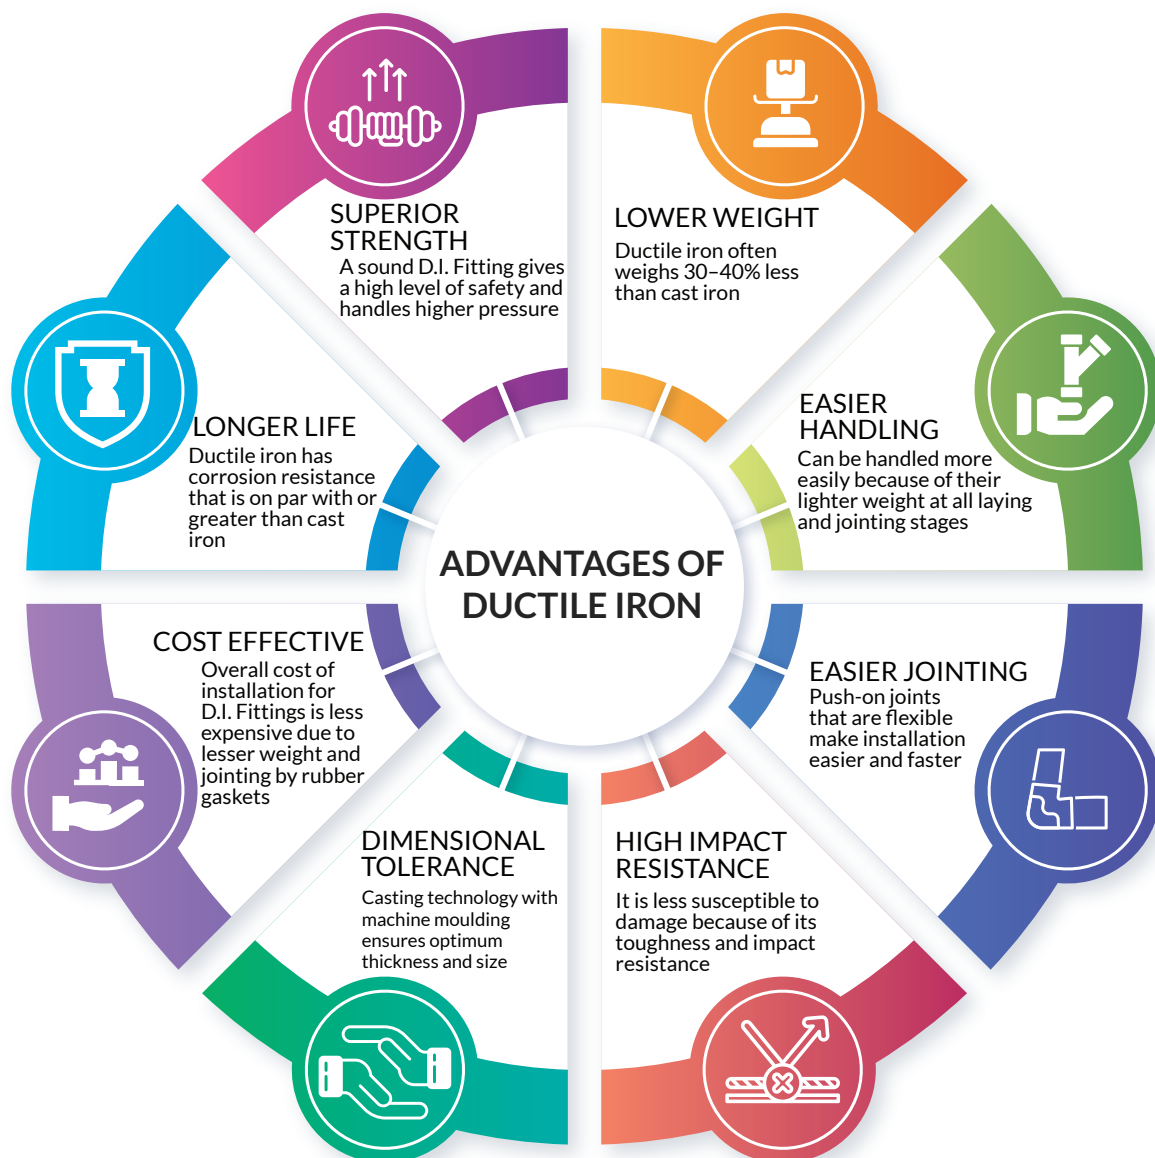 ADVANTAGES OF
DUCTILE IRON
SUPERIOR
STRENGTH
A sound D.I. Fitting gives
a high level of safety and
handles higher pressure
LOWER WEIGHT
Ductile iron often
weighs 30–40% less
than cast iron
EASIER
HANDLING
Can be handled more
easily because of their
lighter weight at all laying
and jointing stages
EASIER JOINTING
Push-on joints
that are flexible
make installation
easier and faster
HIGH IMPACT
RESISTANCE
It is less susceptible to
damage because of its
toughness and impact
resistance
DIMENSIONAL
TOLERANCE
Casting technology with
machine moulding
ensures optimum
thickness and size
COST EFFECTIVE
Overall cost of
installation for
D.I. Fittings is less
expensive due to
lesser weight and
jointing by rubber
gaskets
LONGER LIFE
Ductile iron has
corrosion resistance
that is on par with or
greater than cast
iron